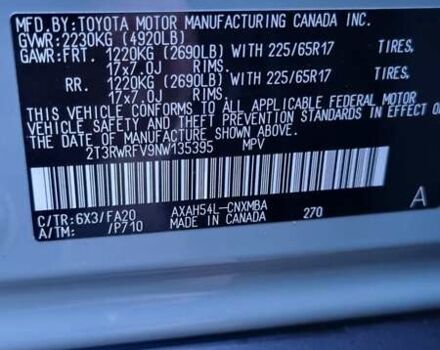 MFD.BY: TOYOTA MOTOR MANUFACTURING CANADA INC.
GVWR: 2230KG (4920LB)
GAWR: FRT. 1220KG (2690LB) WITH 225/65R17 TIRES,
17x7.0J RIMS,
RR. 1220KG (2690LB) WITH 225/65R17 TIRES,
17x7.0J RIMS,
THIS VEHICLE CONFORMS TO ALL APPLICABLE FEDERAL MOTOR
VEHICLE SAFETY AND THEFT PREVENTION STANDARDS IN EFFECT ON
THE DATE OF MANUFACTURE SHOWN ABOVE.
2T3RWRFV9NW135395 MPV
C/TR: 6X3/FA20 AXAH54L-CNXMBA 270 A
A/TM: /P710 MADE IN CANADA